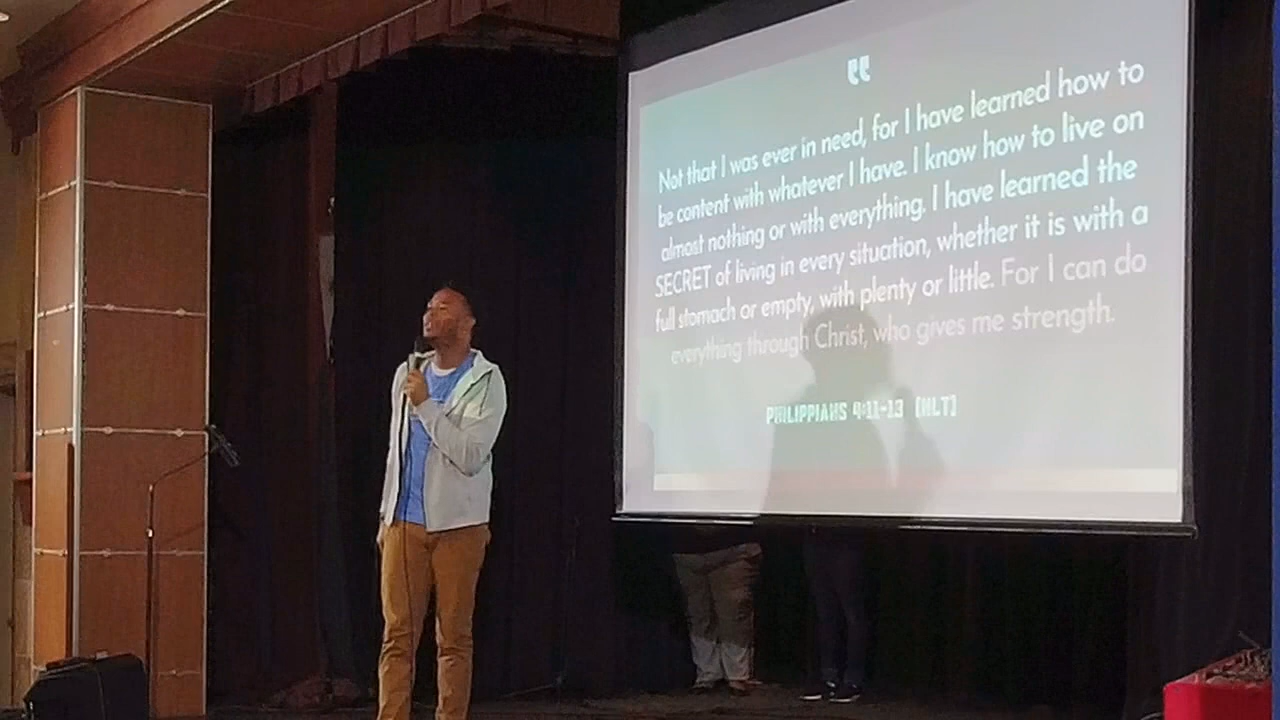 Not that I was ever in need, for I have learned how to
be content with whatever I have. I know how to live on
almost nothing or with everything. I have learned the
SECRET of living in every situation, whether it is with a
full stomach or empty, with plenty or little. For I can do
everything through Christ, who gives me strength.
PHILIPPIANS 4:11-13 (NLT)